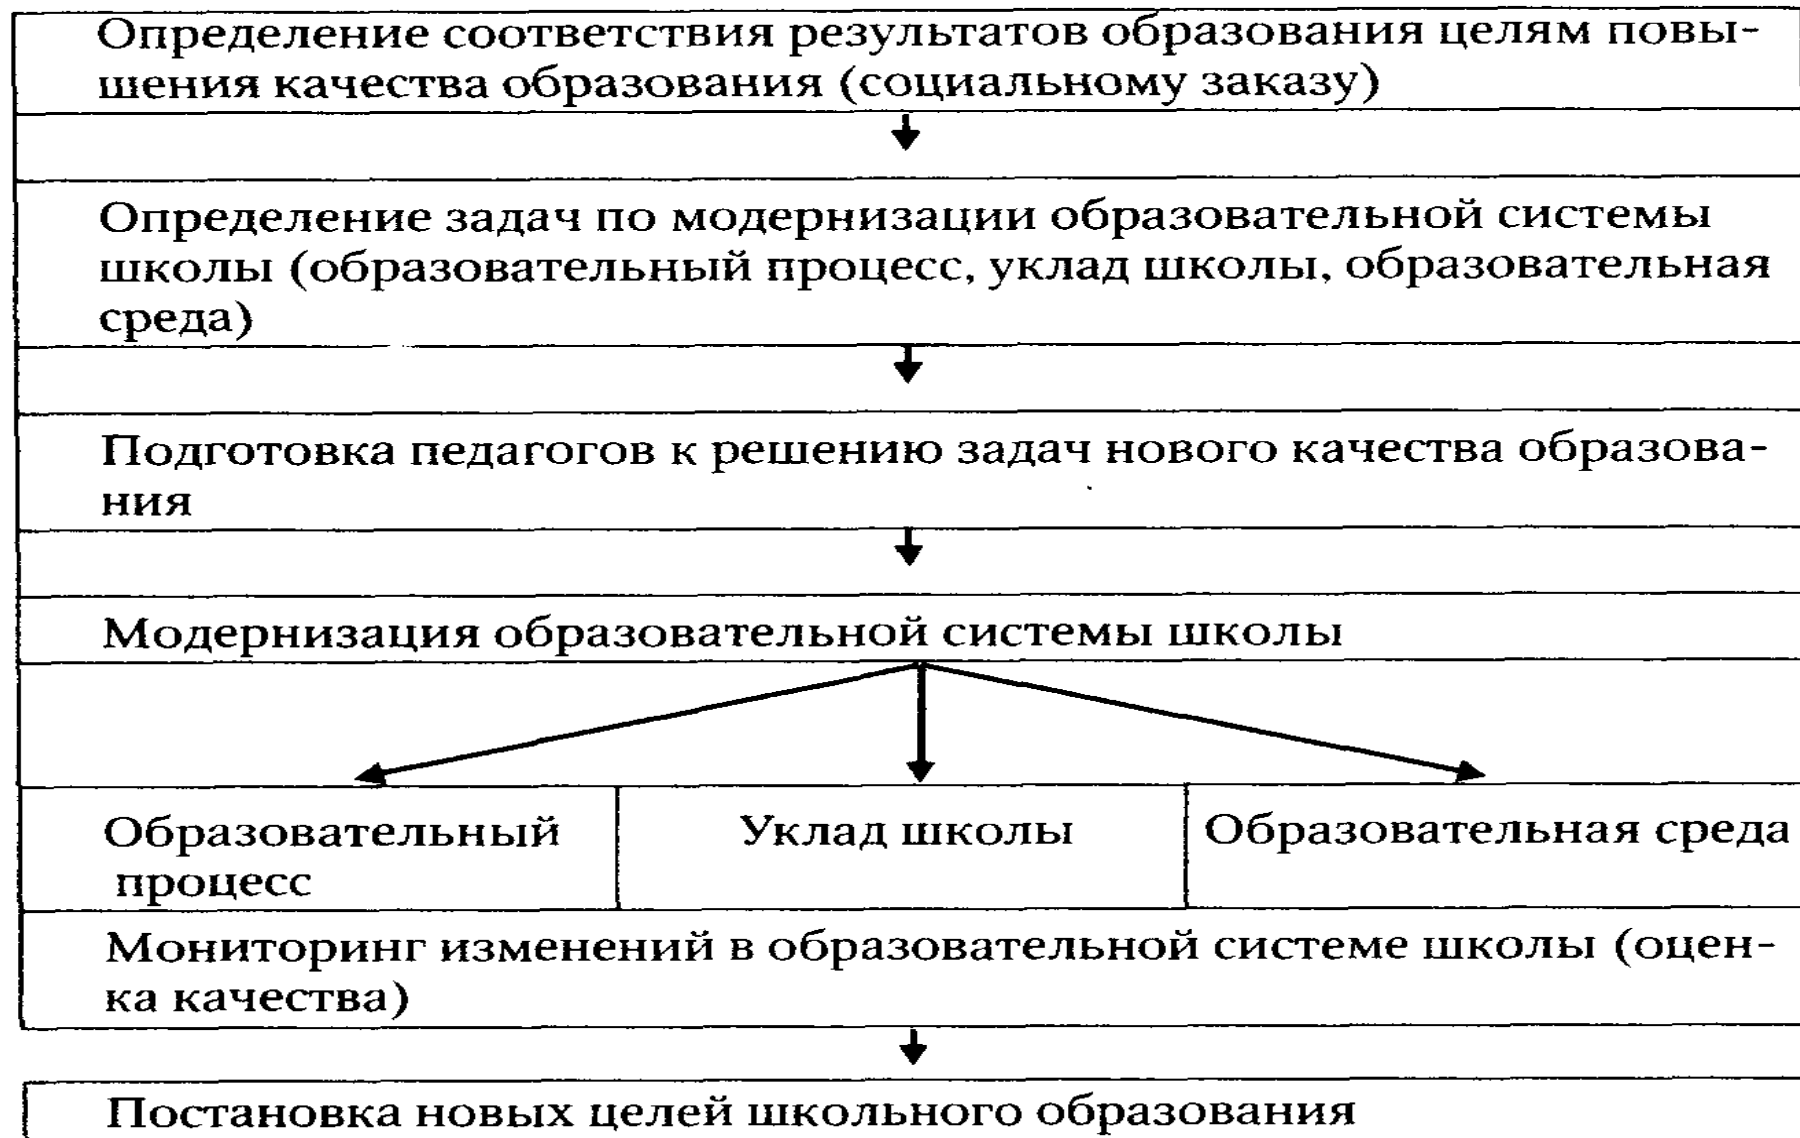 Определение соответствия результатов образования целям повы-
шения качества образования (социальному заказу)
Определение задач по модернизации образовательной системы
школы (образовательный процесс, уклад школы, образовательная
среда)
Подготовка педагогов к решению задач нового качества образова-
ния
Модернизация образовательной системы школы
Образовательный
процесс
Уклад школы
Образовательная среда
Мониторинг изменений в образовательной системе школы (оцен-
ка качества)
Постановка новых целей школьного образования